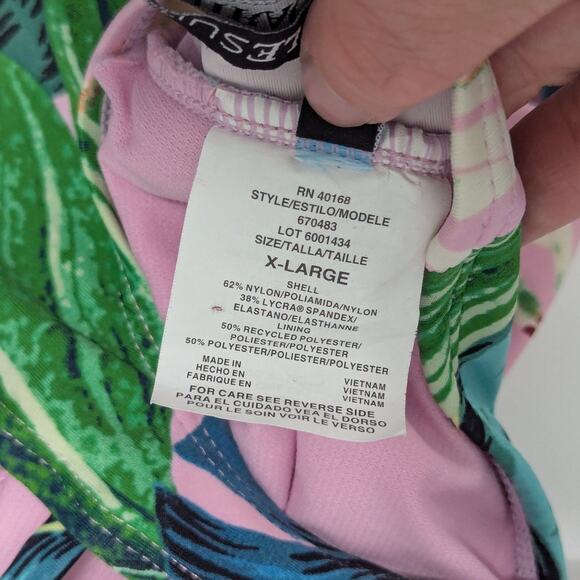 LESU
RN 40168
STYLE/ESTILO/MODELE
670483
LOT 6001434
SIZE/TALLA/TAILLE
X-LARGE
SHELL
62% NYLON/POLIAMIDA/NYLON
38% LYCRA® SPANDEX/
ELASTANO/ELASTHANNE
LINING
50% RECYCLED POLYESTER/
POLIESTER/POLYESTER
50% POLYESTER/POLIESTER/POLYESTER
MADE IN VIETNAM
HECHO EN VIETNAM
FABRIQUE EN VIETNAM
FOR CARE SEE REVERSE SIDE
PARA EL CUIDADO VEA EL DORSO
POUR LE SOIN VOIR LE VERSO